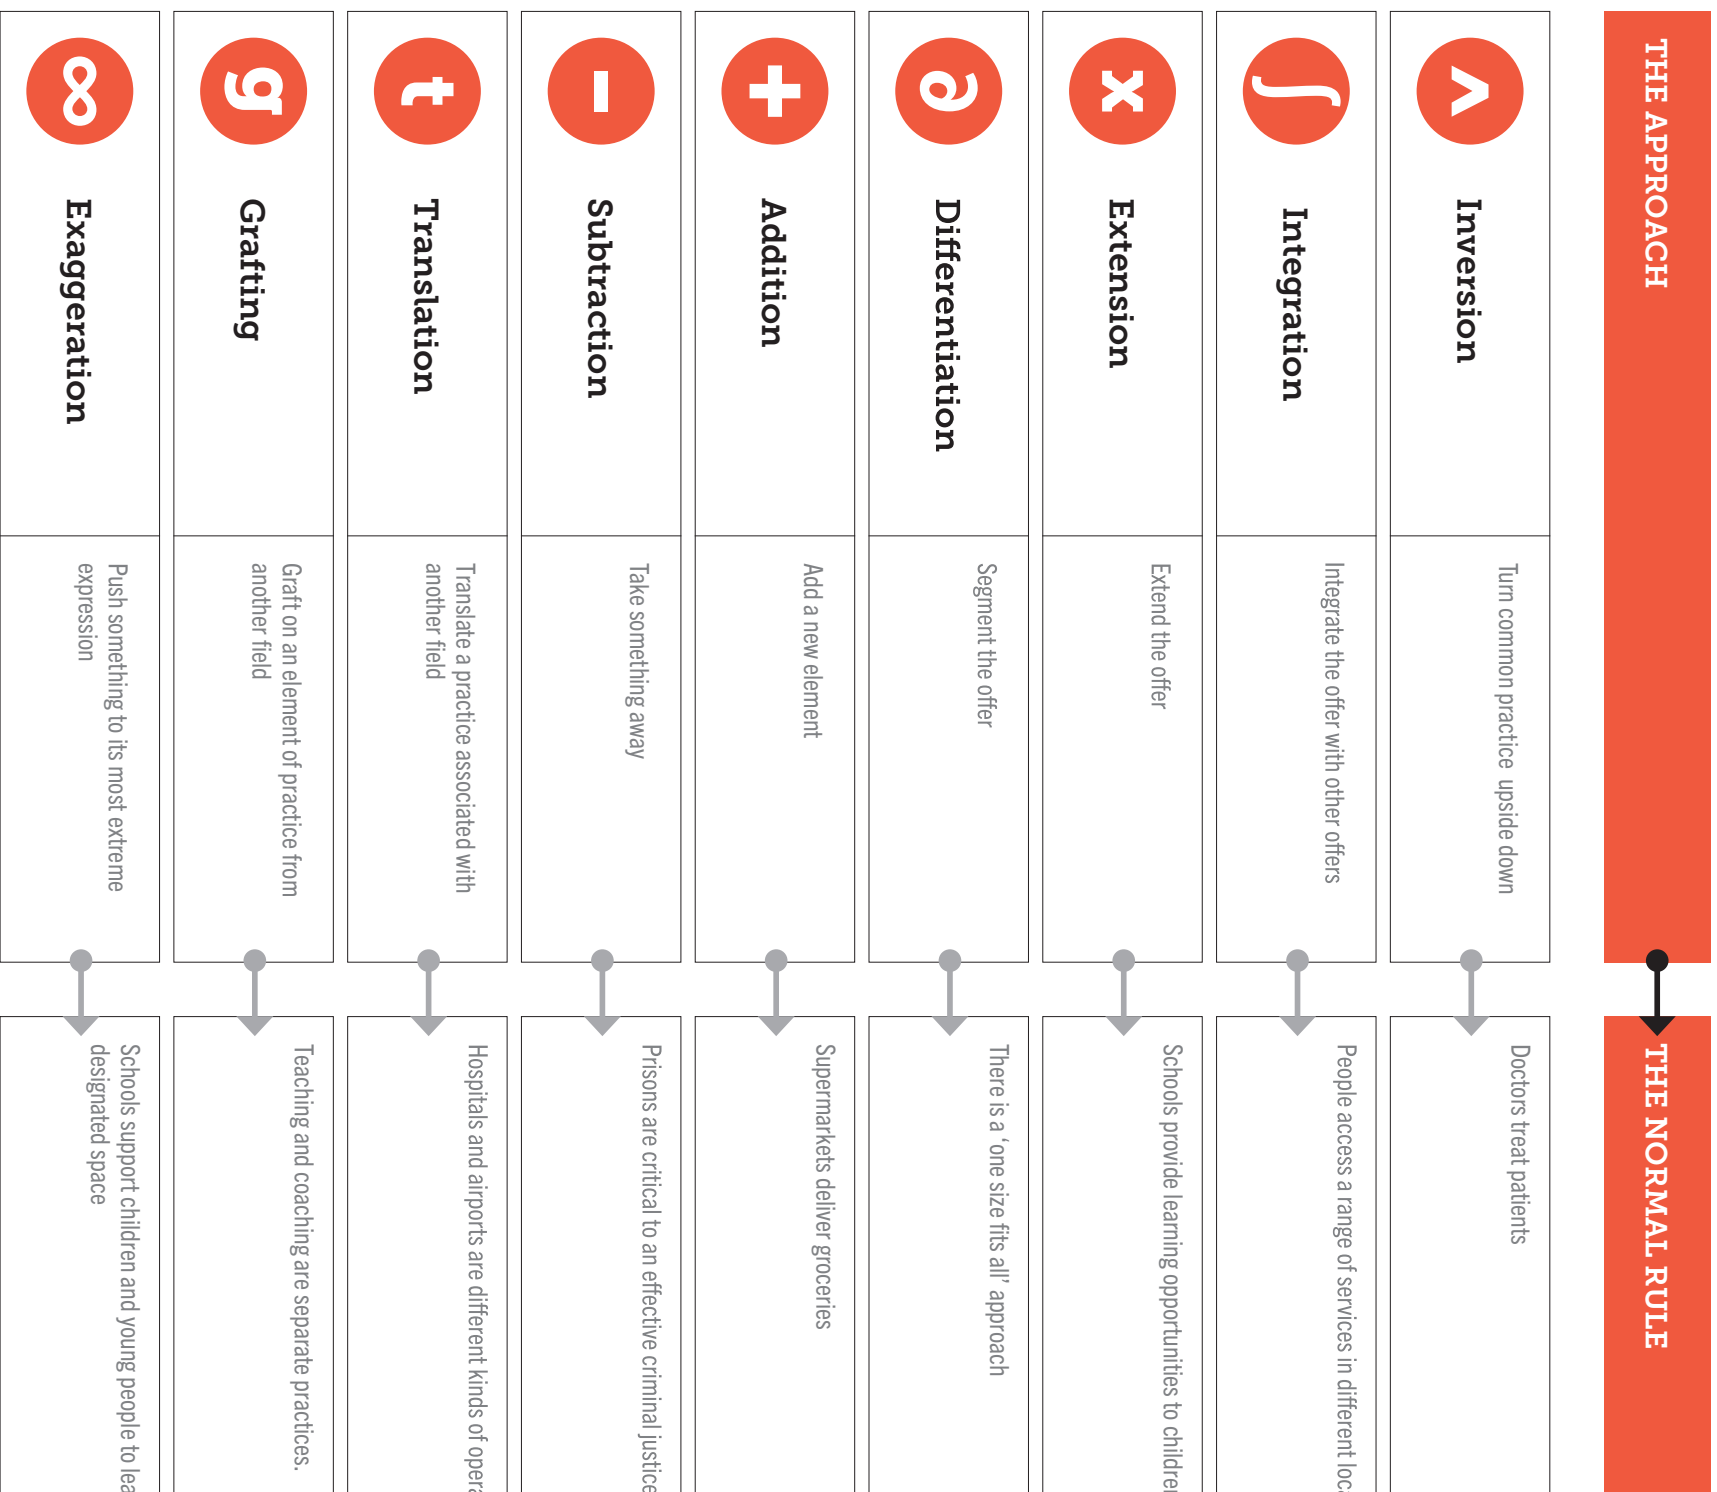 THE APPROACH
THE NORMAL RULE
^
Inversion
Turn common practice upside down
Doctors treat patients
∫
Integration
Integrate the offer with other offers
People access a range of services in different loc
x
Extension
Extend the offer
Schools provide learning opportunities to children
∂
Differentiation
Segment the offer
There is a ‘one size fits all’ approach
+
Addition
Add a new element
Supermarkets deliver groceries
-
Subtraction
Take something away
Prisons are critical to an effective criminal justice
t
Translation
Translate a practice associated with
another field
Hospitals and airports are different kinds of opera
g
Grafting
Graft on an element of practice from
another field
Teaching and coaching are separate practices.
∞
Exaggeration
Push something to its most extreme
expression
Schools support children and young people to lea
designated space